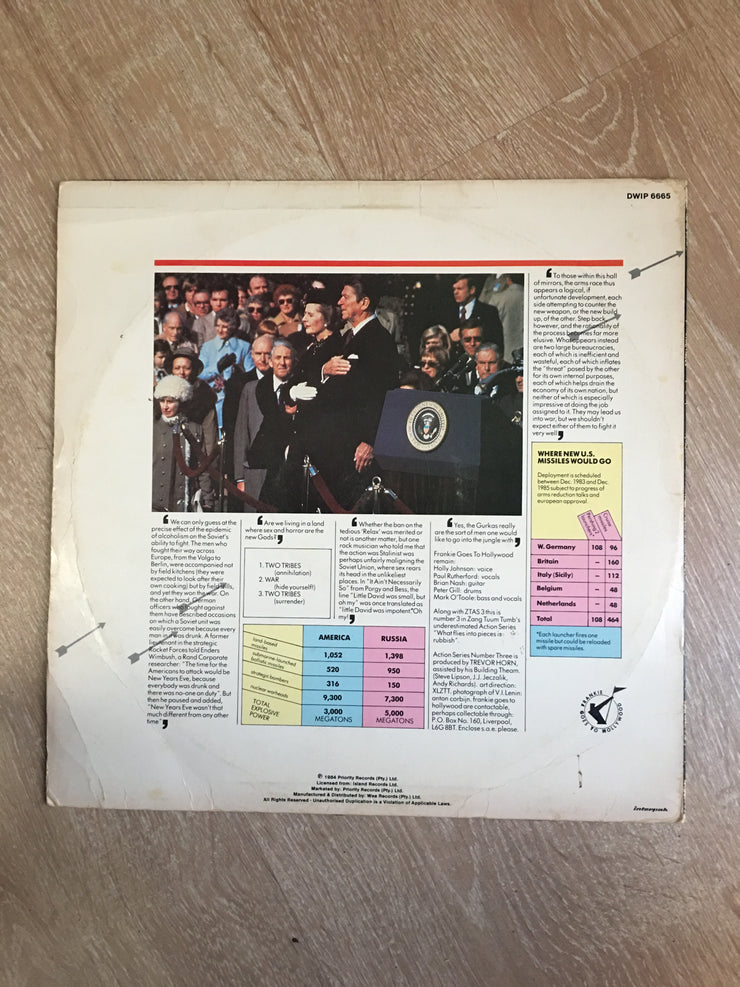 DWIP 6665
❛To those within this hall
of mirrors, the arms race thus
appears a logical, if
unfortunate development, each
side attempting to counter the
new weapon, or the new build
up, of the other. Step back,
however, and the rationality of
the process becomes far more
elusive. What appears instead
are two large bureaucracies,
each of which is inefficient and
wasteful, each of which inflates
the "threat" posed by the other
for its own internal purposes,
each of which helps drain the
economy of its own nation, but
neither of which is especially
impressive at doing the job
assigned to it. They may lead us
into war, but we shouldn't
expect either of them to fight it
very well❜
WHERE NEW U.S.
MISSILES WOULD GO
Deployment is scheduled
between Dec. 1983 and Dec.
1985 subject to progress of
arms reduction talks and
european approval.
Pershing 2
Cruise
missiles
W. Germany 108 96
Britain – 160
Italy (Sicily) – 112
Belgium – 48
Netherlands – 48
Total 108 464
*Each launcher fires one
missile but could be reloaded
with spare missiles.
❛We can only guess at the
precise effect of the epidemic
of alcoholism on the Soviet's
ability to fight. The men who
fought their way across
Europe, from the Volga to
Berlin, were accompanied not
by field kitchens (they were
expected to look after their
own cooking) but by field stills,
and yet they won the war. On
the other hand, German
officers who fought against
them have described occasions
on which a Soviet unit was
easily overcome because every
man in it was drunk. A former
lieutenant in the strategic
Rocket Forces told Enders
Wimbush, a Rand Corporate
researcher: "The time for the
Americans to attack would be
New Years Eve, because
everybody was drunk and
there was no-one on duty". But
then he paused and added,
"New Years Eve wasn't that
much different from any other
time"❜
❛Are we living in a land
where sex and horror are the
new Gods?❜
1. TWO TRIBES
(annihilation)
2. WAR
(hide yourself!)
3. TWO TRIBES
(surrender)
❛Whether the ban on the
tedious 'Relax' was merited or
not is another matter, but one
rock musician who told me that
the action was Stalinist was
perhaps unfairly maligning the
Soviet Union, where sex rears
its head in the unlikeliest
places. In "It Ain't Necessarily
So" from Porgy and Bess, the
line "Little David was small, but
oh my" was once translated as
"Little David was impotent" Oh
my!❜
❛Yes, the Gurkas really
are the sort of men one would
like to go into the jungle with❜
Frankie Goes To Hollywood
remain:
Holly Johnson: voice
Paul Rutherford: vocals
Brian Nash: guitar
Peter Gill: drums
Mark O'Toole: bass and vocals
Along with ZTAS 3 this is
number 3 in Zang Tuum Tumb's
underestimated Action Series
"What flies into pieces is
rubbish".
Action Series Number Three is
produced by TREVOR HORN,
assisted by his Building Theam
(Steve Lipson, J.J. Jeczalik,
Andy Richards). art direction:
XLZTT. photograph of V.I. Lenin:
anton corbijn. frankie goes to
hollywood are contactable,
perhaps collectable through:
P.O. Box No. 160, Liverpool,
L69 8BT. Enclose s.a.e. please.
AMERICA RUSSIA
land-based missiles 1,052 1,398
submarine-launched ballistic missiles 520 950
strategic bombers 316 150
nuclear warheads 9,300 7,300
TOTAL EXPLOSIVE POWER 3,000 MEGATONS 5,000 MEGATONS
FRANKIE GOES TO HOLLYWOOD
℗ 1984 Priority Records (Pty.) Ltd.
Licensed from: Island Records Ltd.
Marketed by: Priority Records (Pty.) Ltd.
Manufactured & Distributed by: Wea Records (Pty.) Ltd.
All Rights Reserved - Unauthorised Duplication is a Violation of Applicable Laws.
interpak